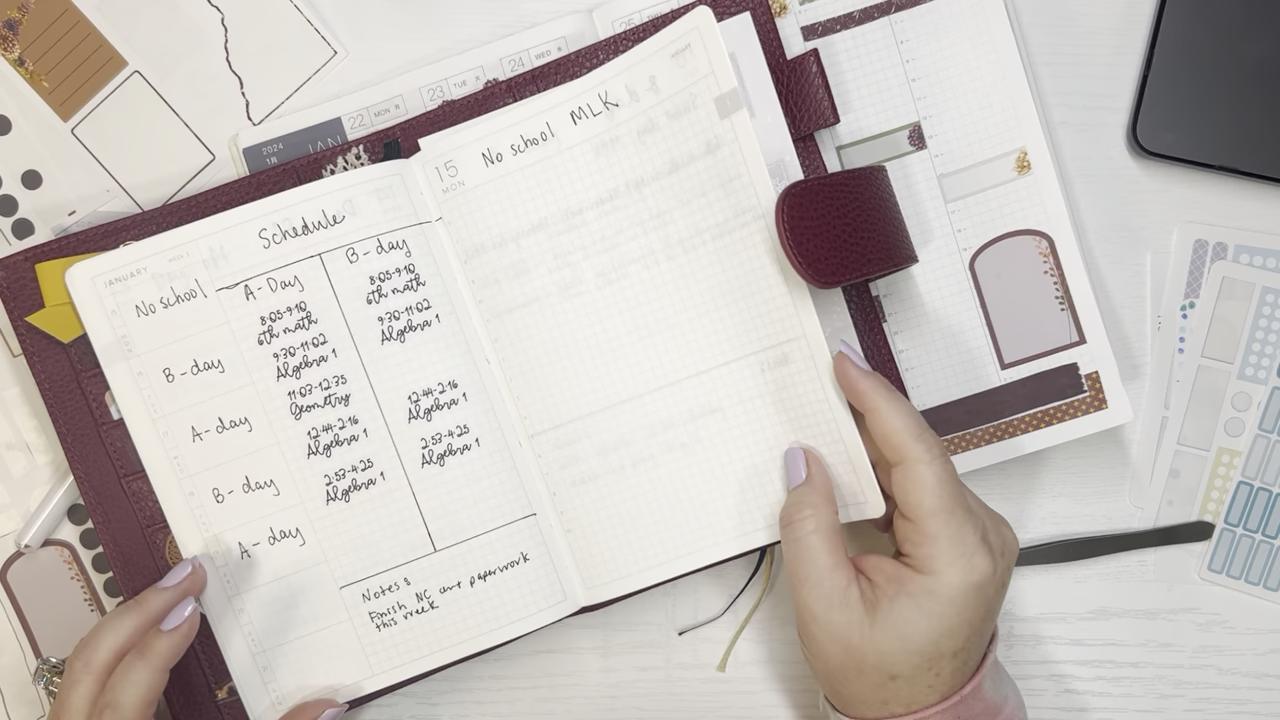 22 MON
23 TUE
24 WED
25
2024
1月
JAN
JANUARY
Schedule
No school
B-day
A-day
B-day
A-day
A-Day
8:05-9:10
6th math
9:30-11:02
Algebra 1
11:03-12:35
Geometry
12:44-2:16
Algebra 1
2:53-4:25
Algebra 1
B-day
8:05-9:10
6th math
9:30-11:02
Algebra 1
12:44-2:16
Algebra 1
2:53-4:25
Algebra 1
Notes:
Finish NC paperwork
this week
15
MON
No school MLK